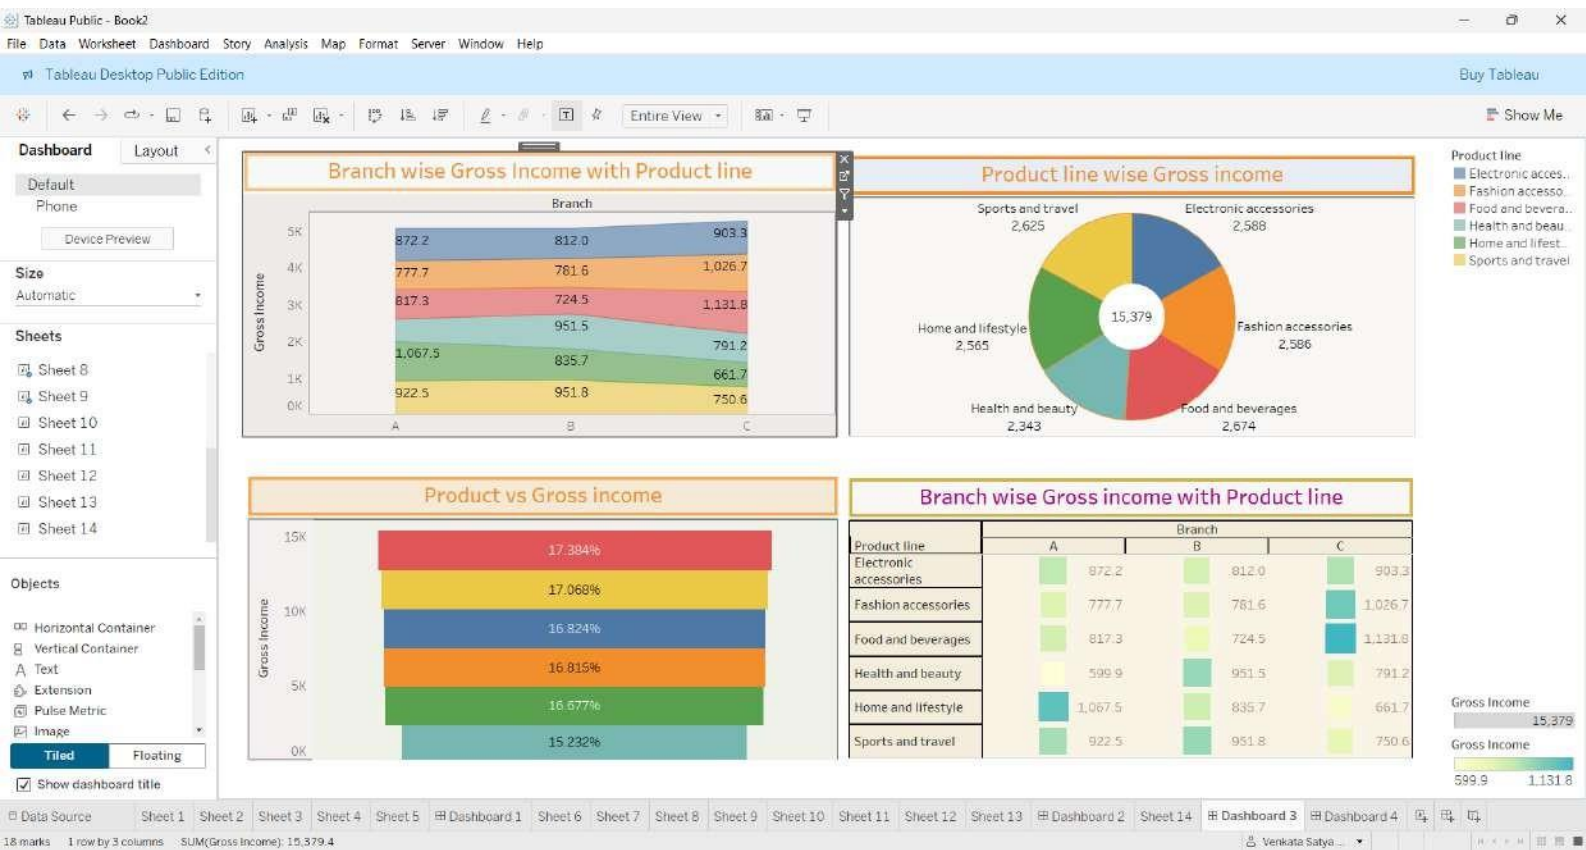 Tableau Public - Book2
File Data Worksheet Dashboard Story Analysis Map Format Server Window Help
Tableau Desktop Public Edition
Buy Tableau
Entire View
Show Me
Dashboard Layout
Default
Phone
Device Preview
Size
Automatic
Sheets
Sheet 8
Sheet 9
Sheet 10
Sheet 11
Sheet 12
Sheet 13
Sheet 14
Objects
Horizontal Container
Vertical Container
A Text
Extension
Pulse Metric
Image
Tiled Floating
Show dashboard title
Branch wise Gross Income with Product line
Branch
Gross Income
5K
4K
3K
2K
1K
0K
872.2 812.0 903.3
777.7 781.6 1,026.7
817.3 724.5 1,131.8
951.5 791.2
1,067.5 835.7 661.7
922.5 951.8 750.6
A B C
Product line wise Gross income
Sports and travel
2,625
Electronic accessories
2,588
Home and lifestyle
2,565
15,379
Fashion accessories
2,586
Health and beauty
2,343
Food and beverages
2,674
Product line
Electronic acces..
Fashion accesso..
Food and bevera..
Health and beau..
Home and lifest..
Sports and travel
Product vs Gross income
Gross Income
15K
10K
5K
0K
17.384%
17.068%
16.824%
16.815%
16.677%
15.232%
Branch wise Gross income with Product line
Branch
Product line A B C
Electronic
accessories 872.2 812.0 903.3
Fashion accessories 777.7 781.6 1,026.7
Food and beverages 817.3 724.5 1,131.8
Health and beauty 599.9 951.5 791.2
Home and lifestyle 1,067.5 835.7 661.7
Sports and travel 922.5 951.8 750.6
Gross Income
15,379
Gross Income
599.9 1,131.8
Data Source Sheet 1 Sheet 2 Sheet 3 Sheet 4 Sheet 5 Dashboard 1 Sheet 6 Sheet 7 Sheet 8 Sheet 9 Sheet 10 Sheet 11 Sheet 12 Sheet 13 Dashboard 2 Sheet 14 Dashboard 3 Dashboard 4
18 marks 1 row by 3 columns SUM(Gross Income): 15,379.4
Venkata Satya ...